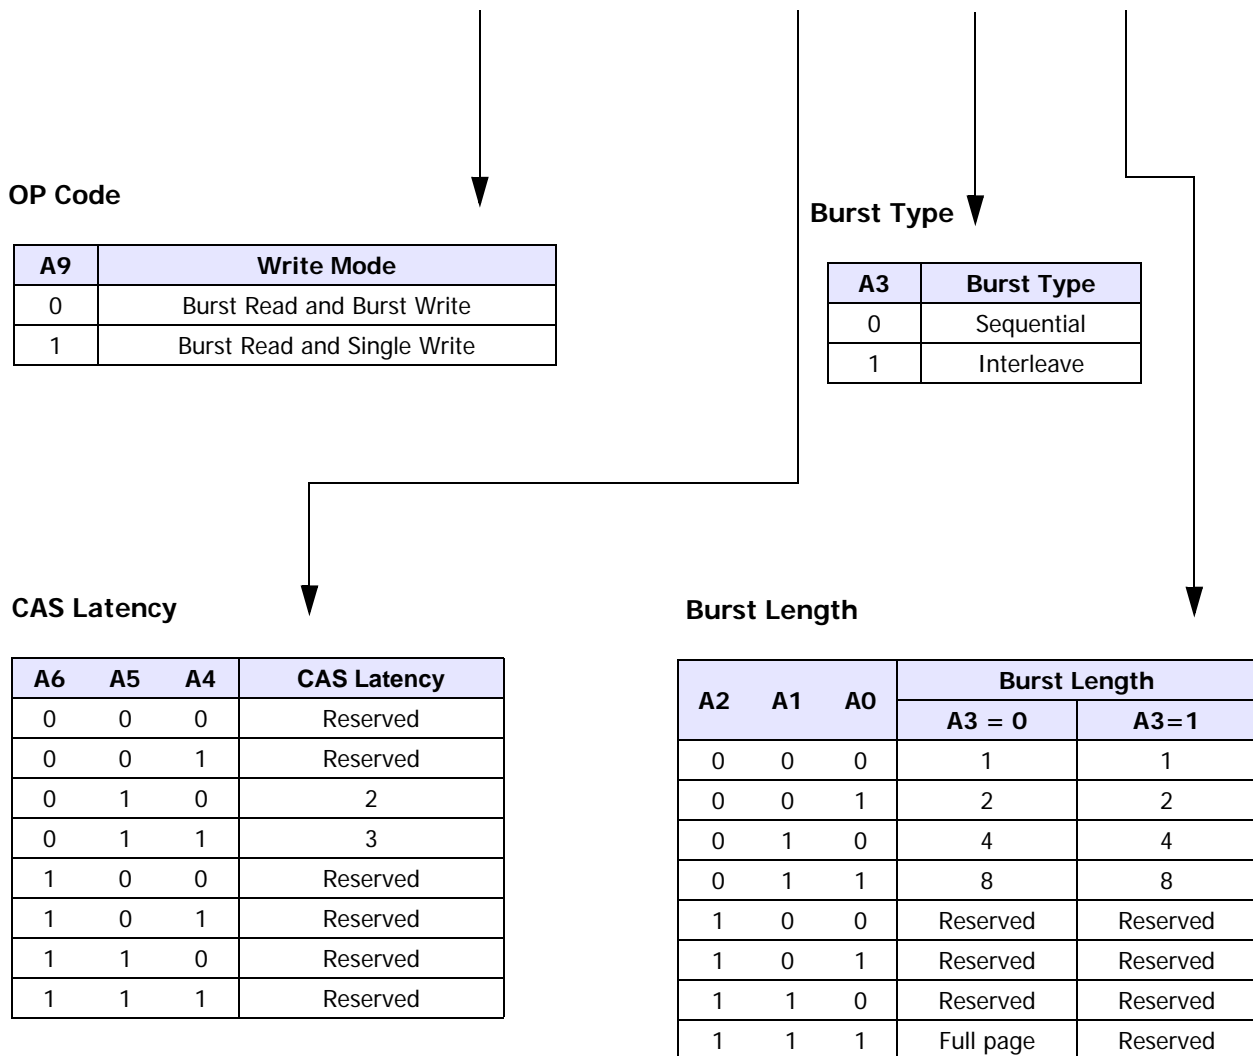 OP Code
A9 Write Mode
0 Burst Read and Burst Write
1 Burst Read and Single Write
Burst Type
A3 Burst Type
0 Sequential
1 Interleave
CAS Latency
A6 A5 A4 CAS Latency
0 0 0 Reserved
0 0 1 Reserved
0 1 0 2
0 1 1 3
1 0 0 Reserved
1 0 1 Reserved
1 1 0 Reserved
1 1 1 Reserved
Burst Length
A2 A1 A0 Burst Length
A3 = 0 A3=1
0 0 0 1 1
0 0 1 2 2
0 1 0 4 4
0 1 1 8 8
1 0 0 Reserved Reserved
1 0 1 Reserved Reserved
1 1 0 Reserved Reserved
1 1 1 Full page Reserved